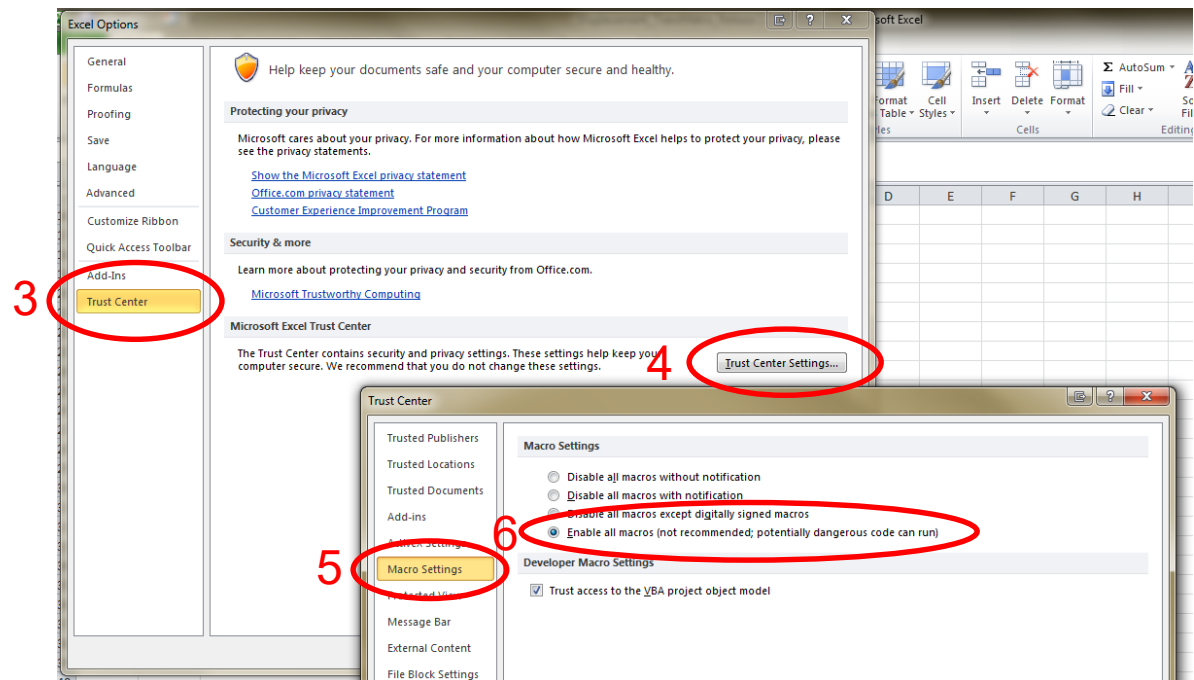 Excel Options
soft Excel
General
Formulas
Proofing
Save
Language
Advanced
Customize Ribbon
Quick Access Toolbar
Add-Ins
Trust Center
3
Help keep your documents safe and your computer secure and healthy.
Protecting your privacy
Microsoft cares about your privacy. For more information about how Microsoft Excel helps to protect your privacy, please
see the privacy statements.
Show the Microsoft Excel privacy statement
Office.com privacy statement
Customer Experience Improvement Program
Security & more
Learn more about protecting your privacy and security from Office.com.
Microsoft Trustworthy Computing
Microsoft Excel Trust Center
The Trust Center contains security and privacy settings. These settings help keep your
computer secure. We recommend that you do not change these settings.
4
Trust Center Settings...
Σ AutoSum
Fill
Clear
Format
Table
Cell
Styles
Insert
Delete
Format
Cells
Editing
D E F G H
Trust Center
Trusted Publishers
Trusted Locations
Trusted Documents
Add-ins
ActiveX Settings
Macro Settings
Protected View
Message Bar
External Content
File Block Settings
5
Macro Settings
Disable all macros without notification
Disable all macros with notification
Disable all macros except digitally signed macros
6
Enable all macros (not recommended; potentially dangerous code can run)
Developer Macro Settings
Trust access to the VBA project object model